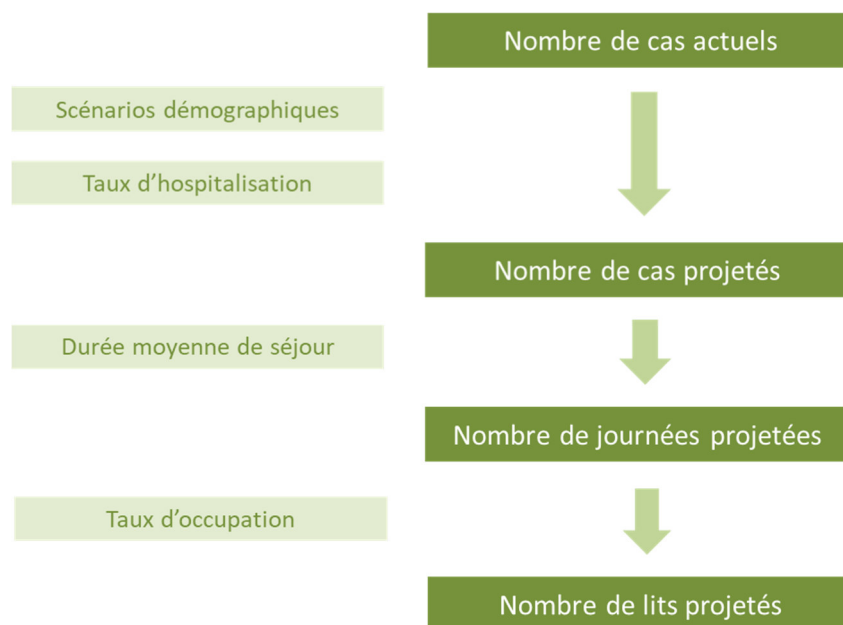 Nombre de cas actuels
Scénarios démographiques
Taux d'hospitalisation
Nombre de cas projetés
Durée moyenne de séjour
Nombre de journées projetées
Taux d'occupation
Nombre de lits projetés